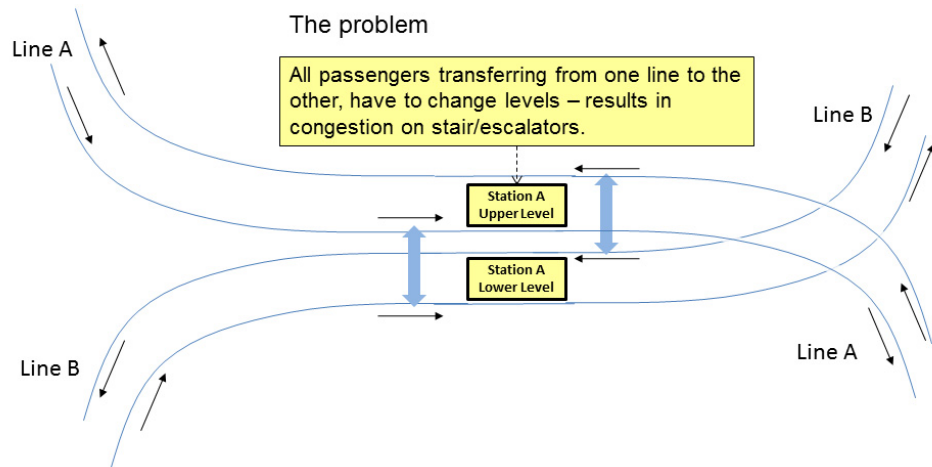 The problem
Line A
All passengers transferring from one line to the
other, have to change levels – results in
congestion on stair/escalators.
Line B
Station A
Upper Level
Station A
Lower Level
Line B
Line A